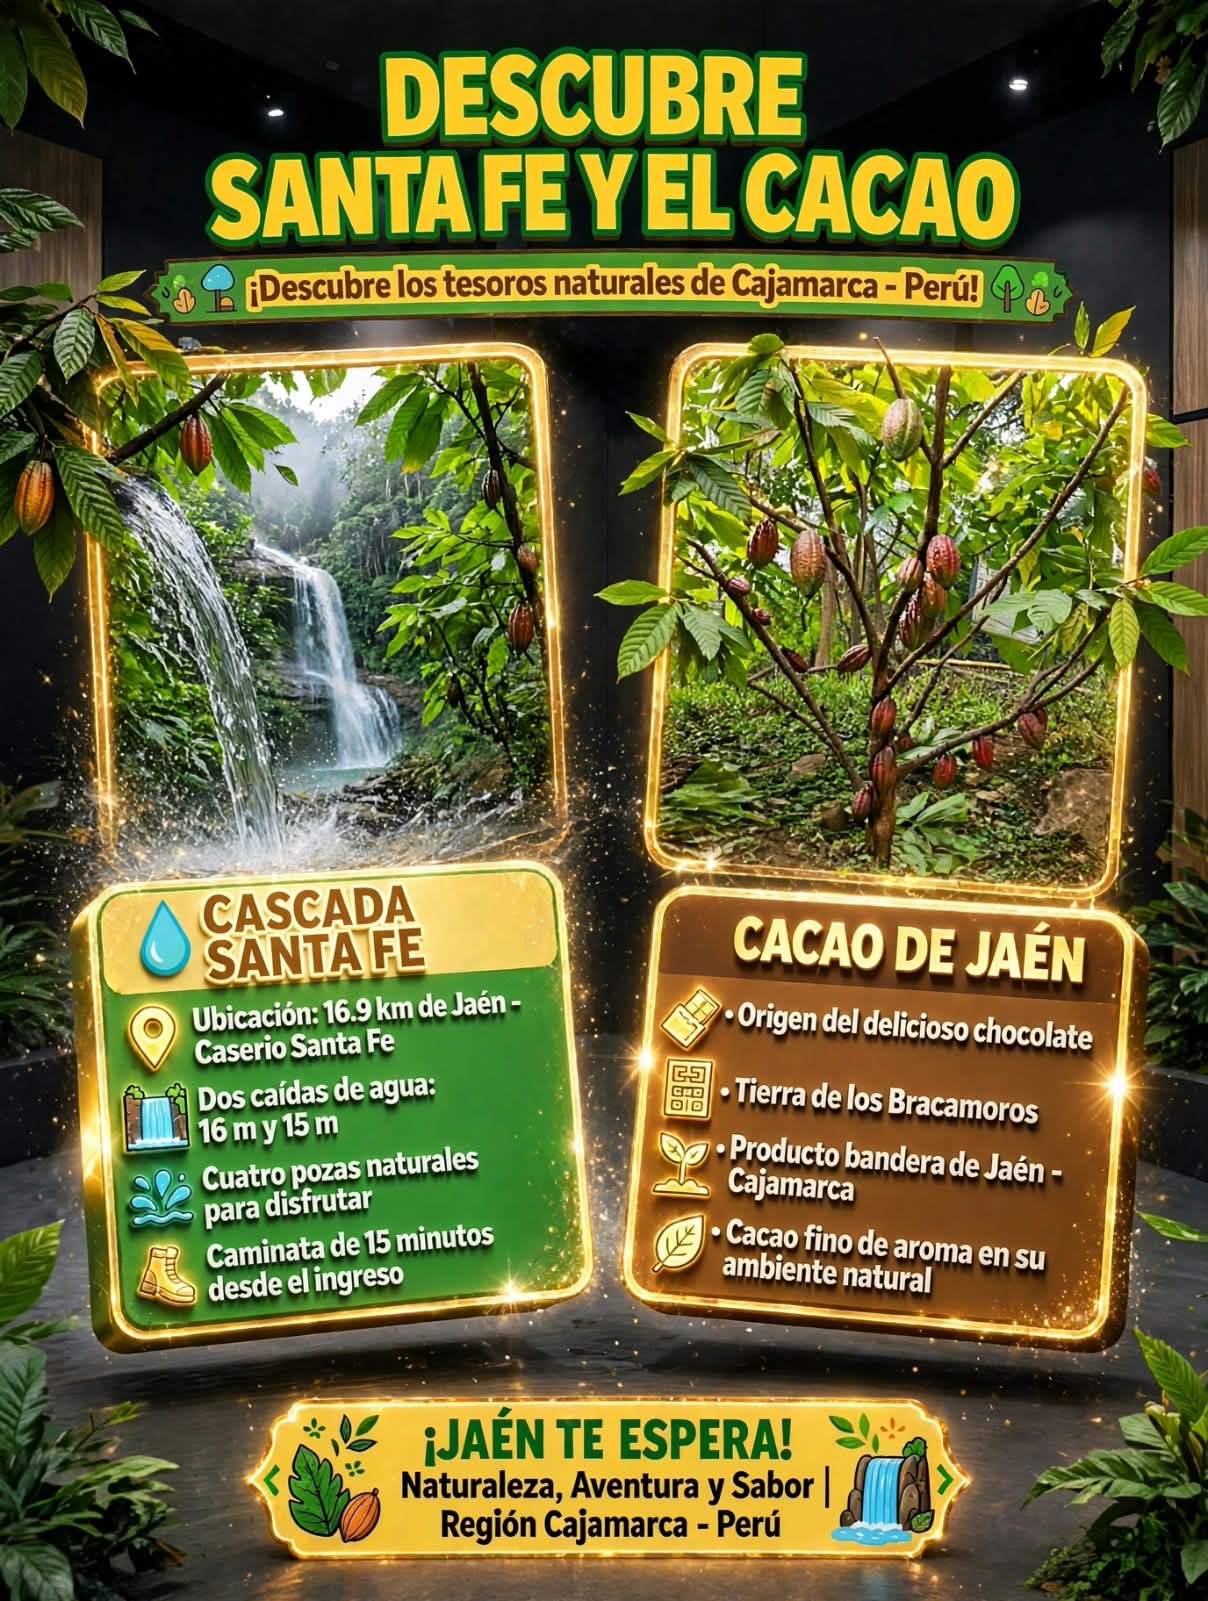 DESCUBRE
SANTA FE Y EL CACAO
¡Descubre los tesoros naturales de Cajamarca - Perú!
CASCADA
SANTA FE
Ubicación: 16.9 km de Jaén -
Caserio Santa Fe
Dos caídas de agua:
16 m y 15 m
Cuatro pozas naturales
para disfrutar
Caminata de 15 minutos
desde el ingreso
CACAO DE JAÉN
• Origen del delicioso chocolate
• Tierra de los Bracamoros
• Producto bandera de Jaén -
Cajamarca
• Cacao fino de aroma en su
ambiente natural
¡JAÉN TE ESPERA!
Naturaleza, Aventura y Sabor |
Región Cajamarca - Perú